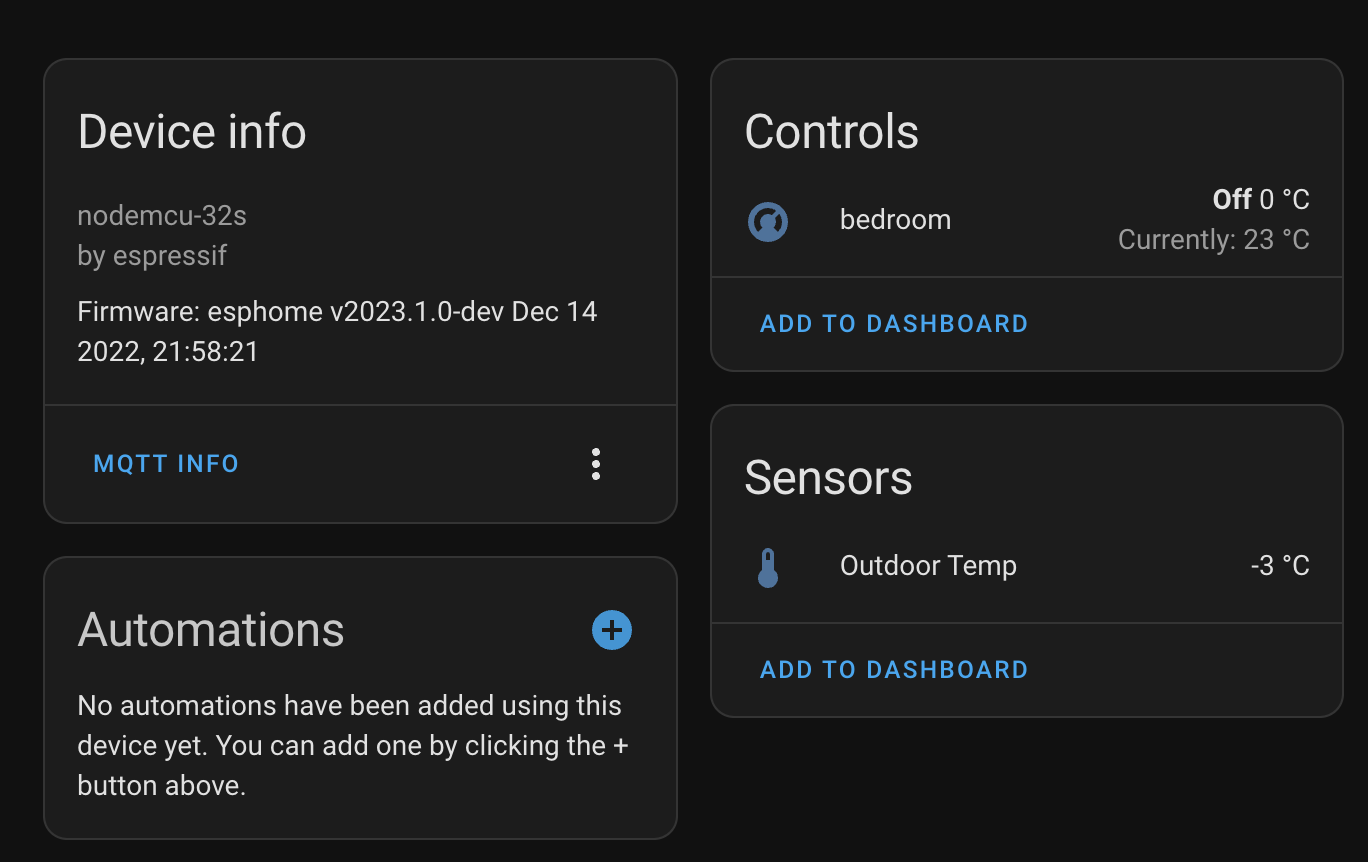 Device info
nodemcu-32s
by espressif
Firmware: esphome v2023.1.0-dev Dec 14
2022, 21:58:21
MQTT INFO
Automations
No automations have been added using this
device yet. You can add one by clicking the +
button above.
Controls
bedroom
Off 0 °C
Currently: 23 °C
ADD TO DASHBOARD
Sensors
Outdoor Temp -3 °C
ADD TO DASHBOARD